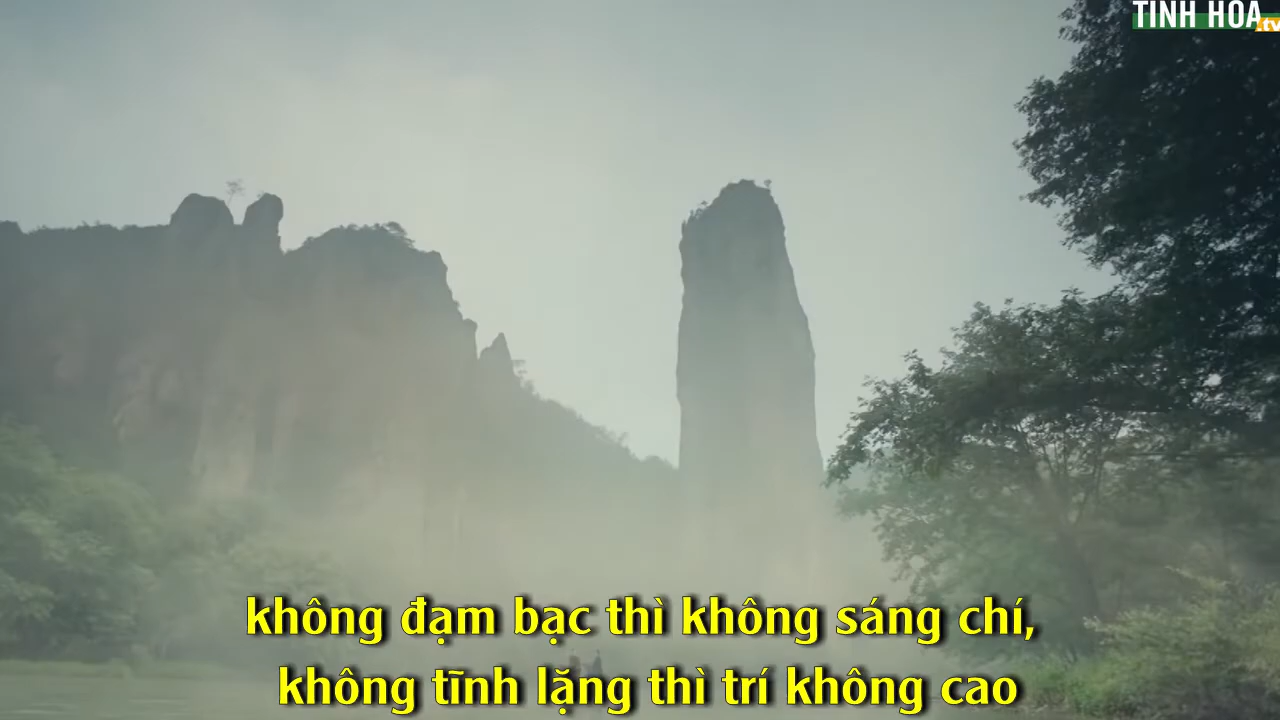 TINH HOA
.tv
không đạm bạc thì không sáng chí,
không tĩnh lặng thì trí không cao